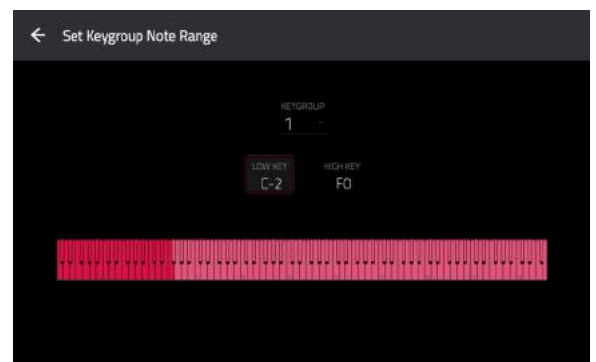 Set Keygroup Note Range
KEYGROUP
1
LOW KEY HIGH KEY
C-2 F0